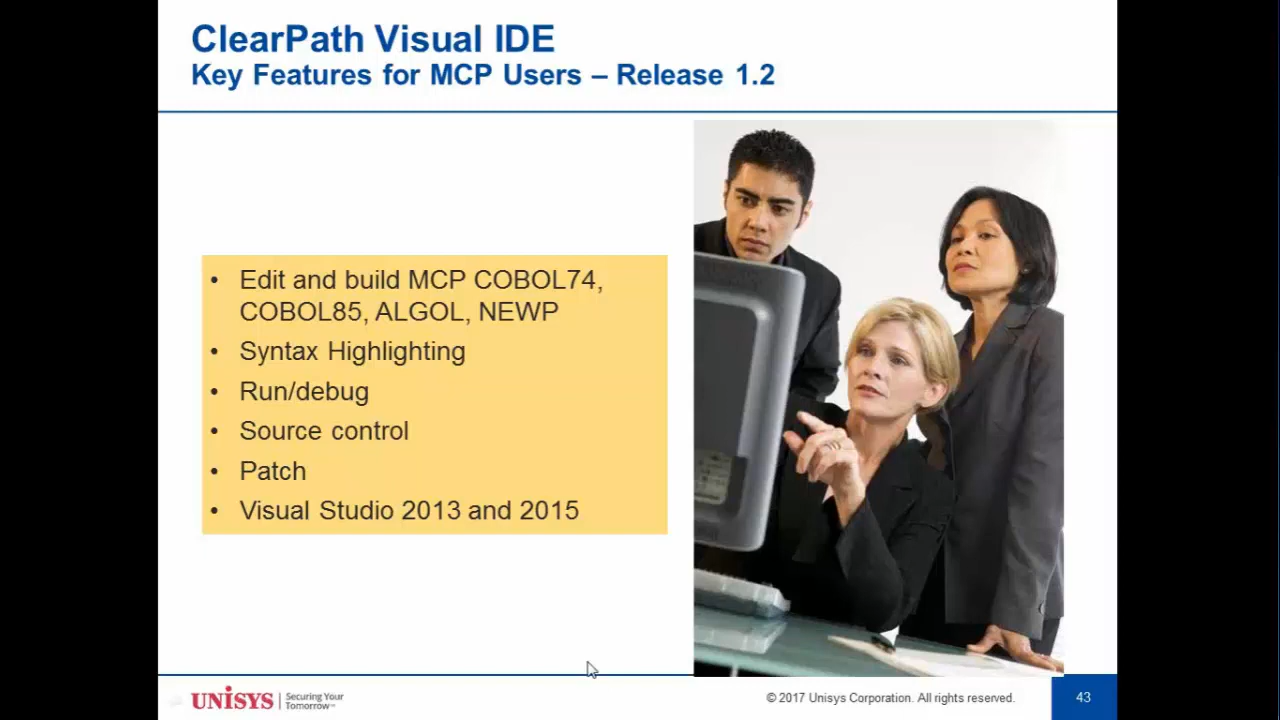 ClearPath Visual IDE
Key Features for MCP Users – Release 1.2
• Edit and build MCP COBOL74,
COBOL85, ALGOL, NEWP
• Syntax Highlighting
• Run/debug
• Source control
• Patch
• Visual Studio 2013 and 2015
UNISYS
Securing Your
Tomorrow™
© 2017 Unisys Corporation. All rights reserved.
43